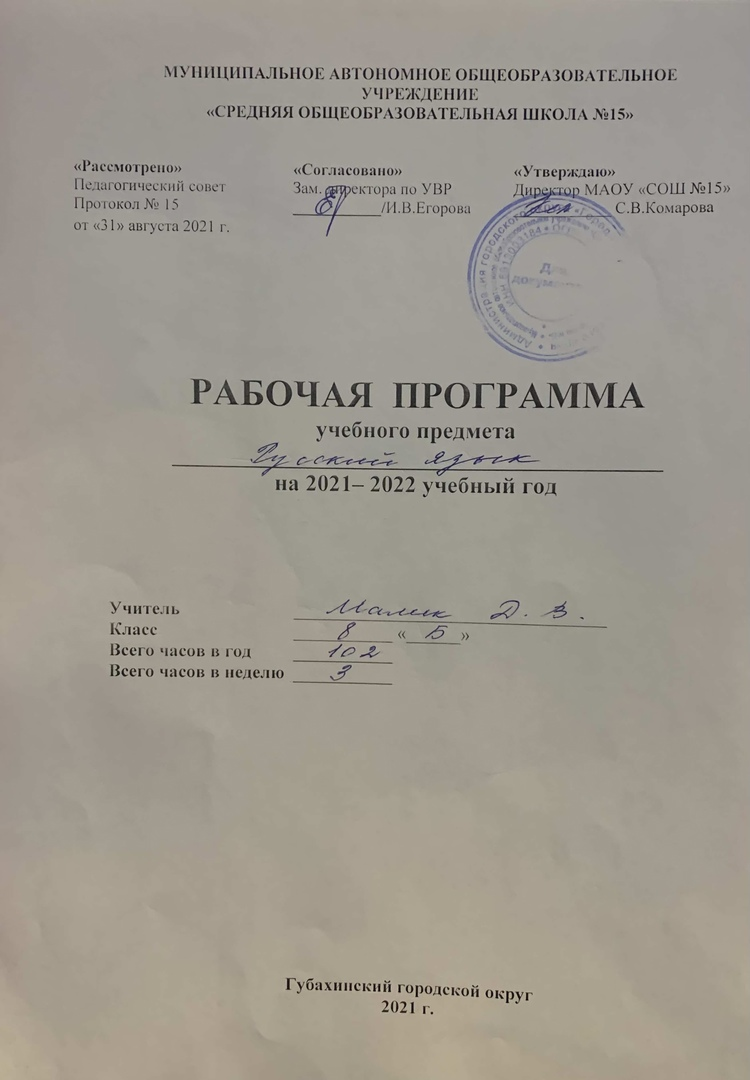 МУНИЦИПАЛЬНОЕ АВТОНОМНОЕ ОБЩЕОБРАЗОВАТЕЛЬНОЕ
УЧРЕЖДЕНИЕ
«СРЕДНЯЯ ОБЩЕОБРАЗОВАТЕЛЬНАЯ ШКОЛА №15»
«Рассмотрено»
Педагогический совет
Протокол № 15
от «31» августа 2021 г.
«Согласовано»
Зам. директора по УВР
/И.В.Егорова
«Утверждаю»
Директор МАОУ «СОШ №15»
С.В.Комарова
РАБОЧАЯ ПРОГРАММА
учебного предмета
Русский язык
на 2021– 2022 учебный год
Учитель Малик Д. В.
Класс 8 « Б »
Всего часов в год 102
Всего часов в неделю 3
Губахинский городской округ
2021 г.